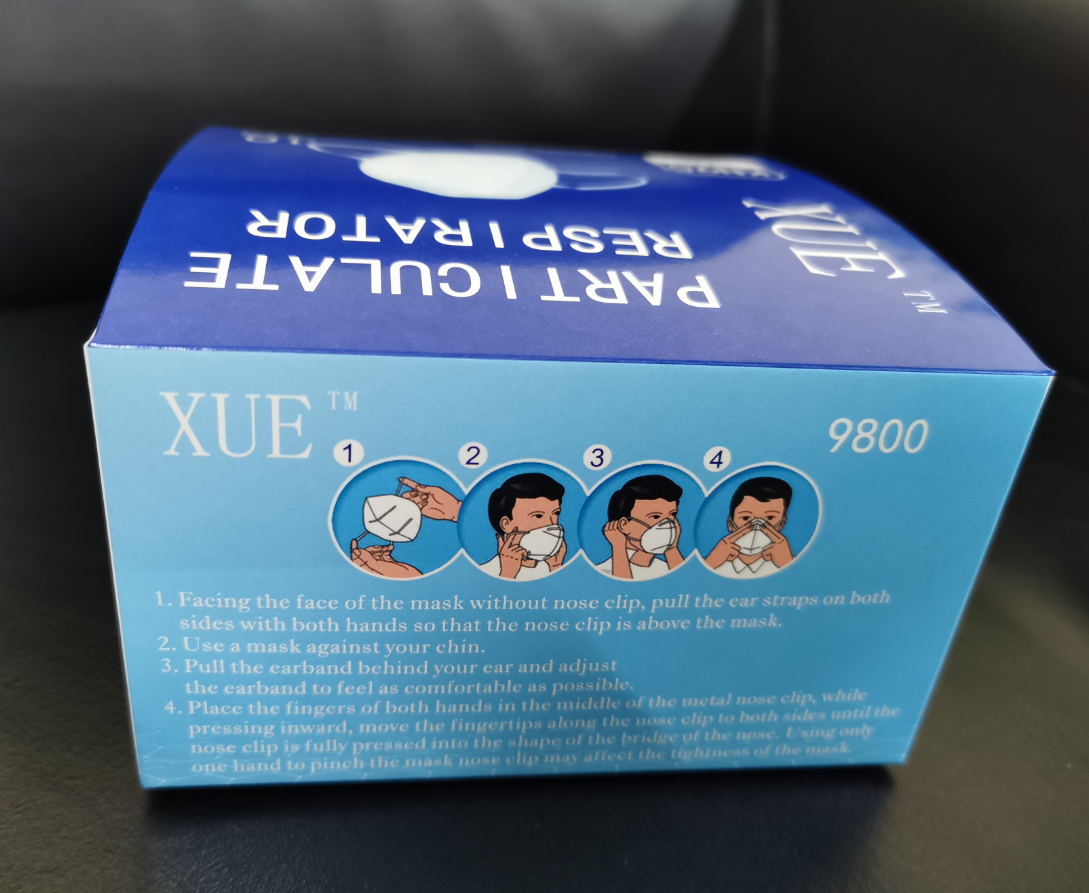 XUE™
PARTICULATE
RESPIRATOR
XUE™
9800
1 2 3 4
1. Facing the face of the mask without nose clip, pull the ear straps on both
sides with both hands so that the nose clip is above the mask.
2. Use a mask against your chin.
3. Pull the earband behind your ear and adjust
the earband to feel as comfortable as possible.
4. Place the fingers of both hands in the middle of the metal nose clip, while
pressing inward, move the fingertips along the nose clip to both sides until the
nose clip is fully pressed into the shape of the bridge of the nose. Using only
one hand to pinch the mask nose clip may affect the tightness of the mask.